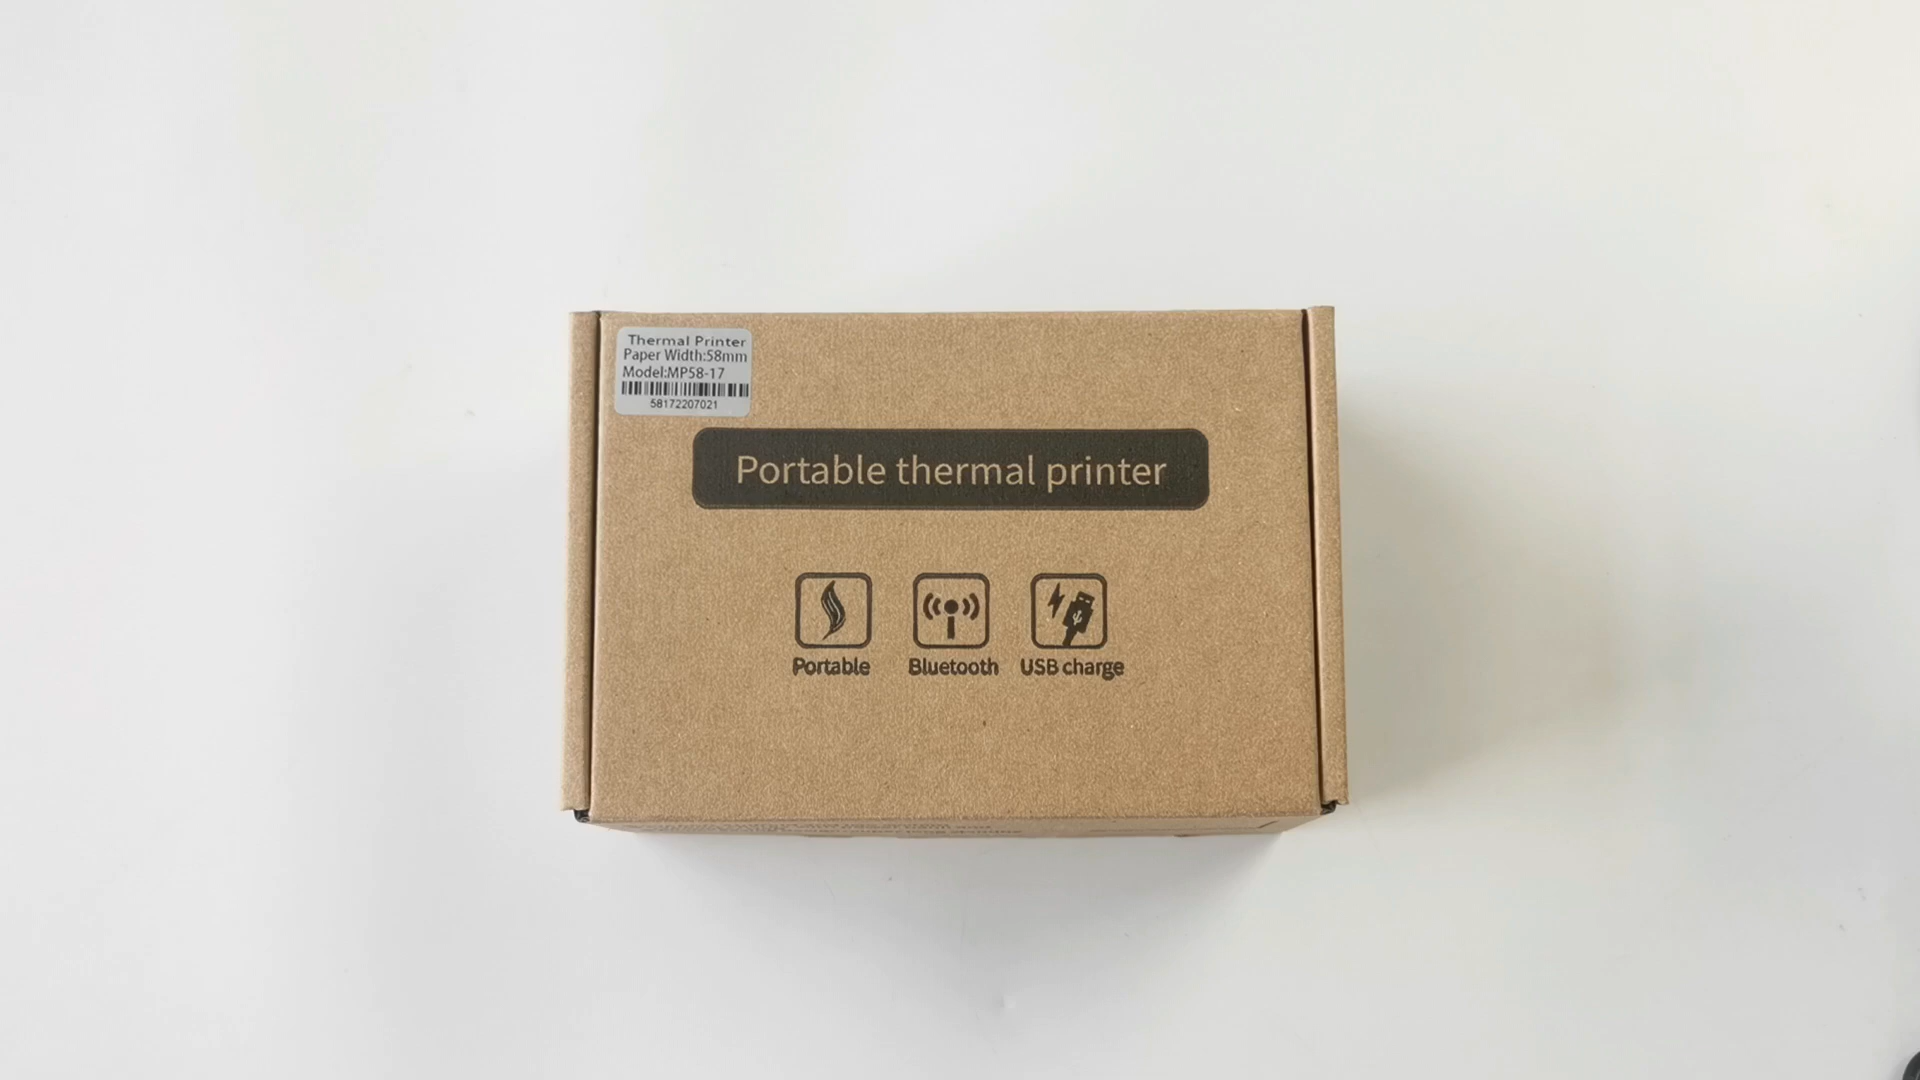 Thermal Printer
Paper Width:58mm
Model:MP58-17
58172207021
Portable thermal printer
Portable
Bluetooth
USB charge